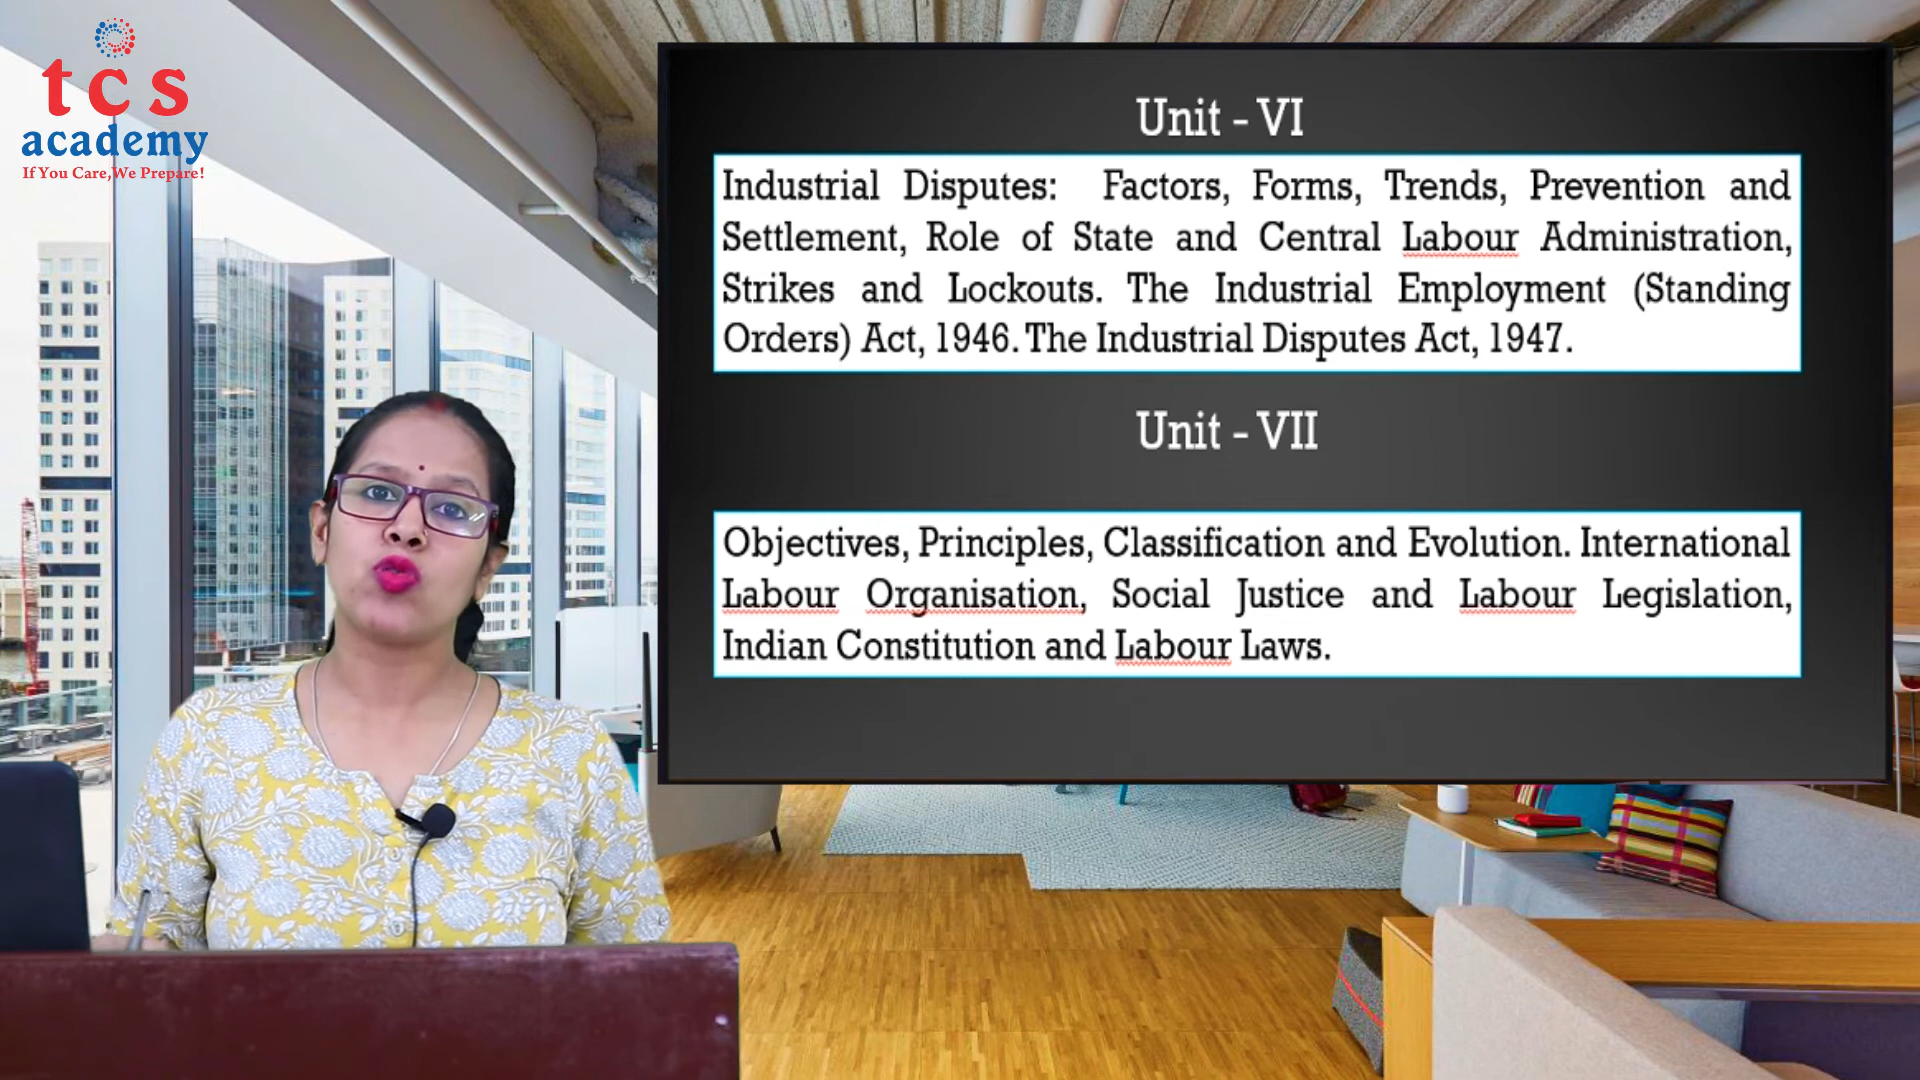 tcs
academy
If You Care,We Prepare!
Unit - VI
Industrial Disputes: Factors, Forms, Trends, Prevention and
Settlement, Role of State and Central Labour Administration,
Strikes and Lockouts. The Industrial Employment (Standing
Orders) Act, 1946. The Industrial Disputes Act, 1947.
Unit - VII
Objectives, Principles, Classification and Evolution. International
Labour Organisation, Social Justice and Labour Legislation,
Indian Constitution and Labour Laws.